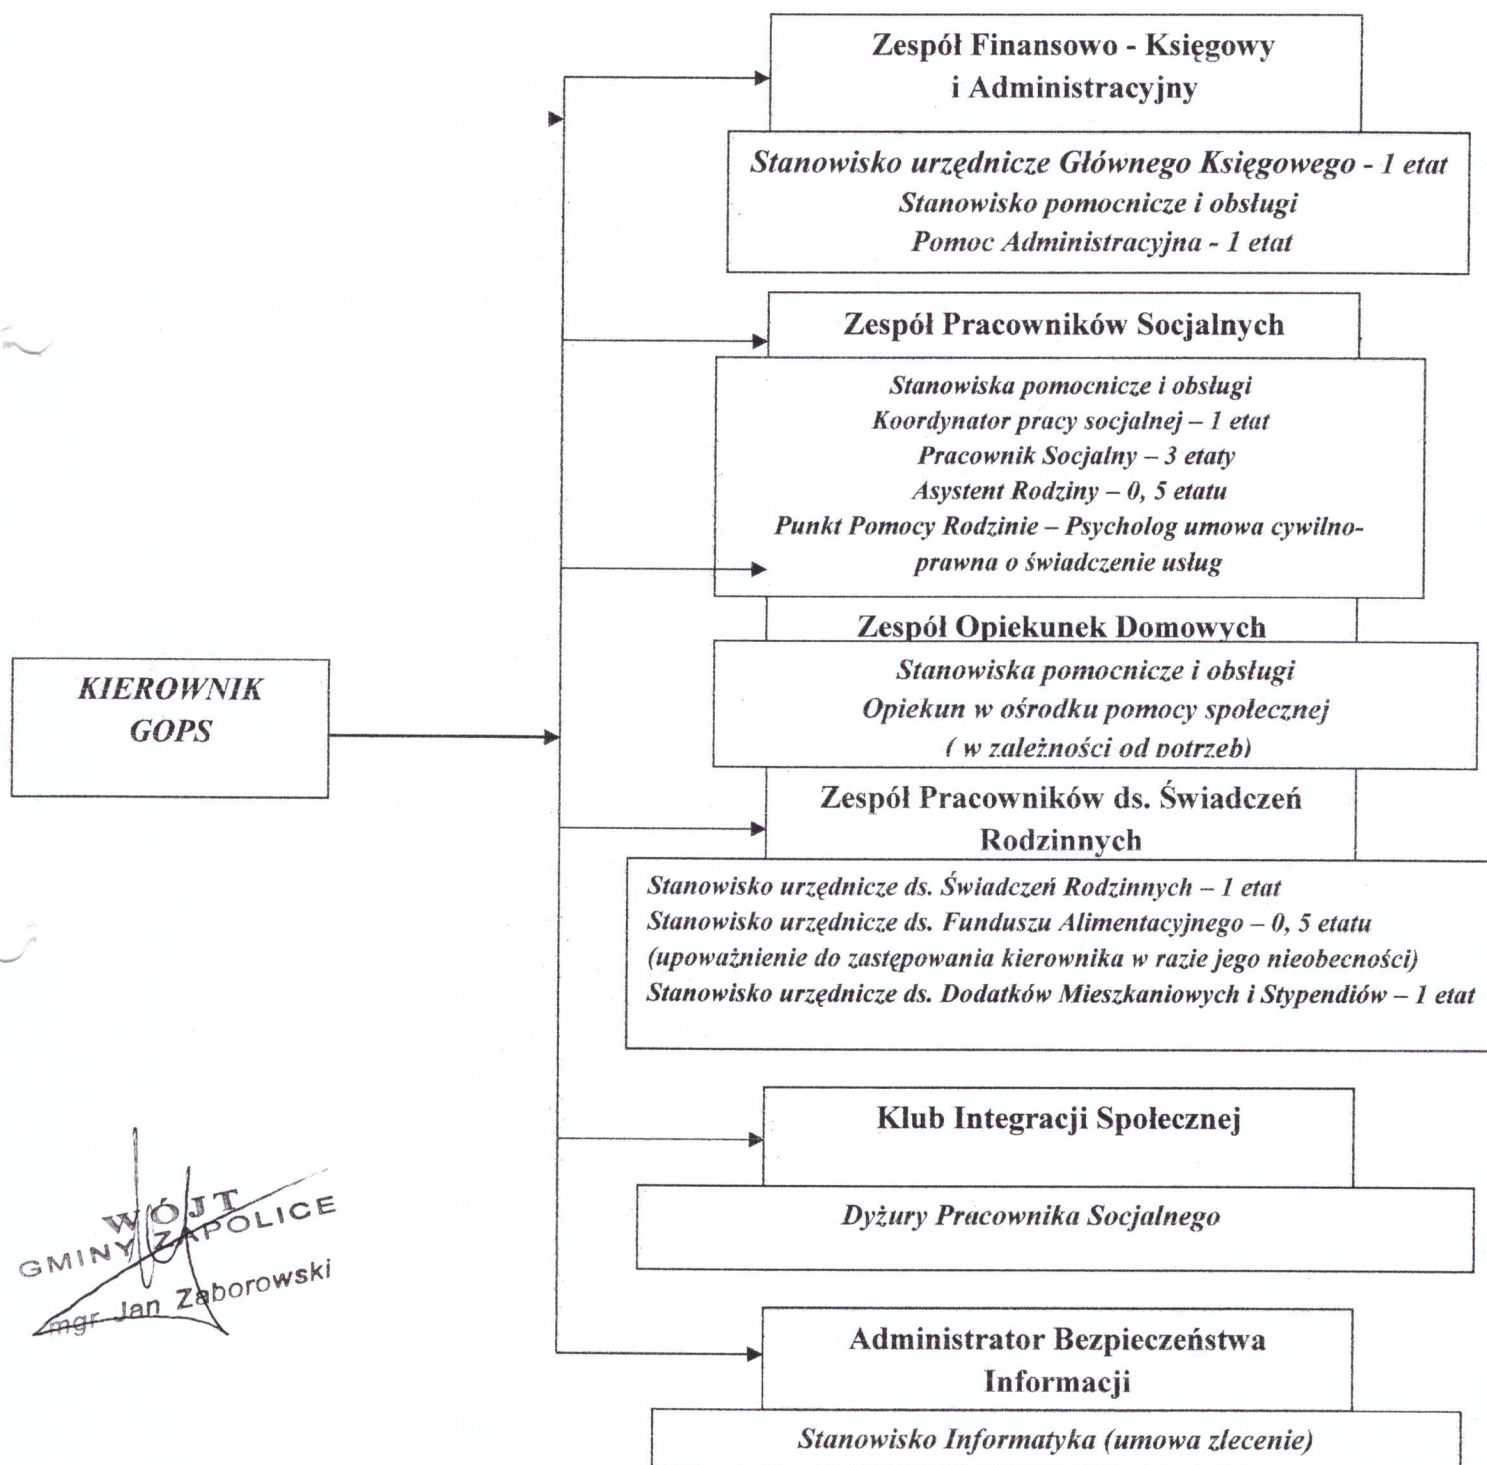 Zespół Finansowo - Księgowy
i Administracyjny
Stanowisko urzędnicze Głównego Księgowego - 1 etat
Stanowisko pomocnicze i obsługi
Pomoc Administracyjna - 1 etat
Zespół Pracowników Socjalnych
Stanowiska pomocnicze i obsługi
Koordynator pracy socjalnej – 1 etat
Pracownik Socjalny – 3 etaty
Asystent Rodziny – 0, 5 etatu
Punkt Pomocy Rodzinie – Psycholog umowa cywilno-
prawna o świadczenie usług
Zespół Opiekunek Domowych
Stanowiska pomocnicze i obsługi
Opiekun w ośrodku pomocy społecznej
( w zależności od potrzeb)
KIEROWNIK
GOPS
Zespół Pracowników ds. Świadczeń
Rodzinnych
Stanowisko urzędnicze ds. Świadczeń Rodzinnych – 1 etat
Stanowisko urzędnicze ds. Funduszu Alimentacyjnego – 0, 5 etatu
(upoważnienie do zastępowania kierownika w razie jego nieobecności)
Stanowisko urzędnicze ds. Dodatków Mieszkaniowych i Stypendiów – 1 etat
Klub Integracji Społecznej
Dyżury Pracownika Socjalnego
WÓJT
GMINY ZAPOLICE
mgr Jan Zaborowski
Administrator Bezpieczeństwa
Informacji
Stanowisko Informatyka (umowa zlecenie)